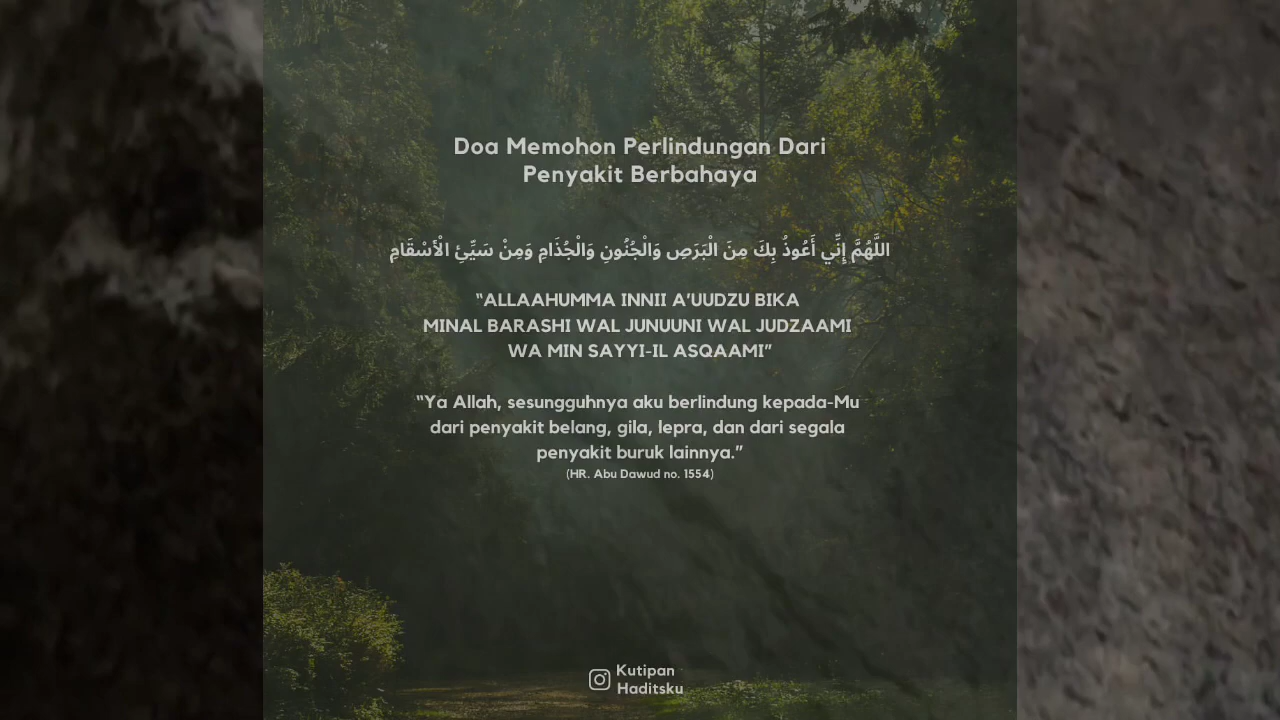 Doa Memohon Perlindungan Dari
Penyakit Berbahaya
اللَّهُمَّ إِنِّي أَعُوذُ بِكَ مِنَ الْبَرَصِ وَالْجُنُونِ وَالْجُذَامِ وَمِنْ سَيِّئِ الْأَسْقَامِ
"ALLAAHUMMA INNII A'UUDZU BIKA
MINAL BARASHI WAL JUNUUNI WAL JUDZAAMI
WA MIN SAYYI-IL ASQAAMI"
"Ya Allah, sesungguhnya aku berlindung kepada-Mu
dari penyakit belang, gila, lepra, dan dari segala
penyakit buruk lainnya."
(HR. Abu Dawud no. 1554)
Kutipan
Haditsku